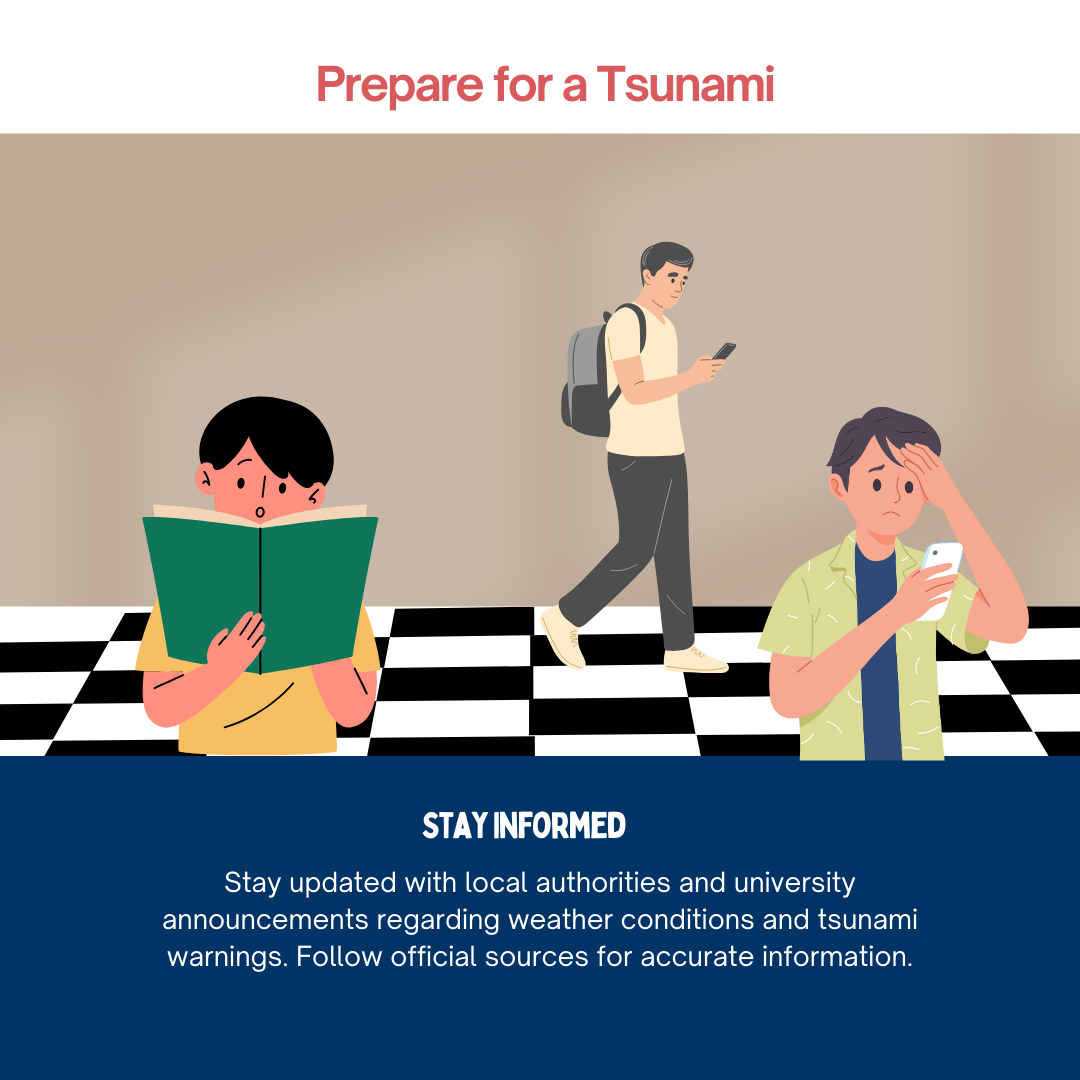 Prepare for a Tsunami
STAY INFORMED
Stay updated with local authorities and university
announcements regarding weather conditions and tsunami
warnings. Follow official sources for accurate information.